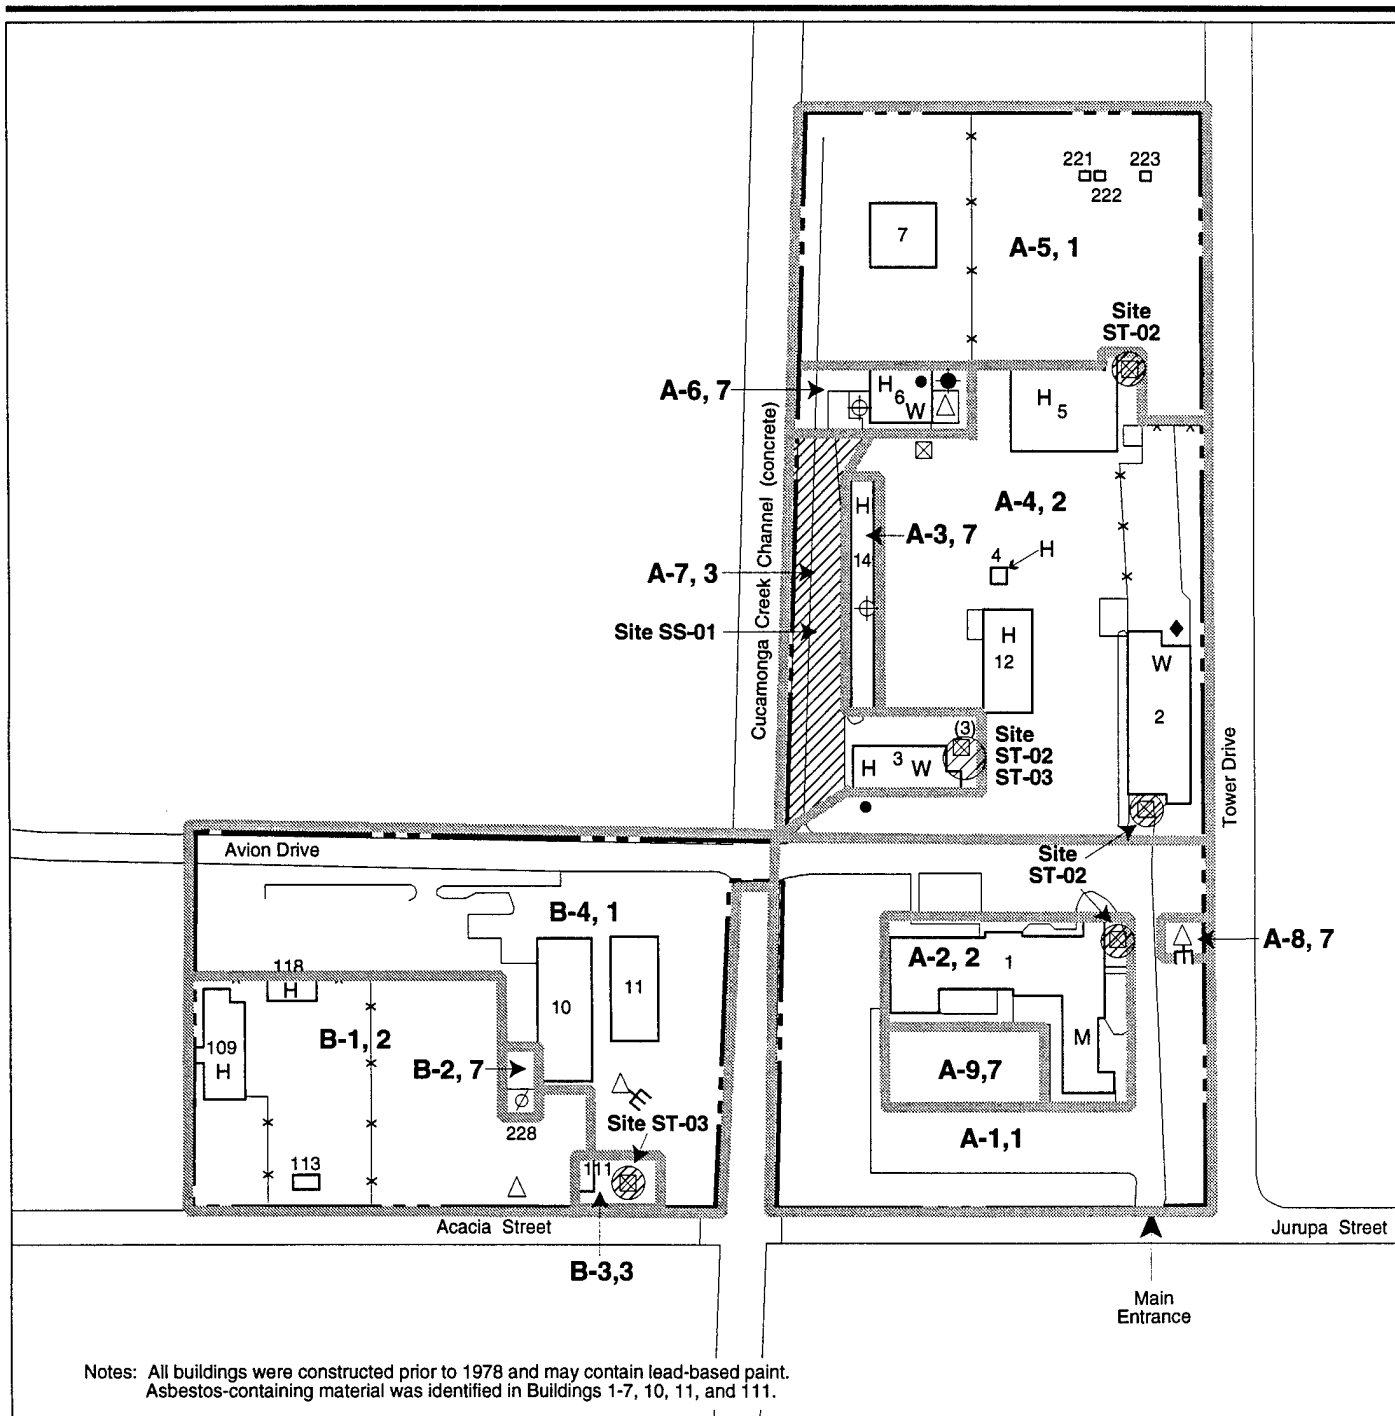 221
223
222
7
A-5, 1
Site
ST-02
A-6, 7
H
6
W
H
5
Cucamonga Creek Channel (concrete)
A-4, 2
H
A-3, 7
14
4
H
A-7, 3
Site SS-01
H
12
W
2
(3)
Site
ST-02
ST-03
H
3
W
Tower Drive
Avion Drive
Site
ST-02
B-4, 1
A-2, 2
1
A-8, 7
118
H
10
11
109
H
B-1, 2
B-2, 7
M
A-9,7
228
Site ST-03
A-1,1
113
111
Acacia Street
Jurupa Street
B-3,3
Main
Entrance
Notes: All buildings were constructed prior to 1978 and may contain lead-based paint.
Asbestos-containing material was identified in Buildings 1-7, 10, 11, and 111.